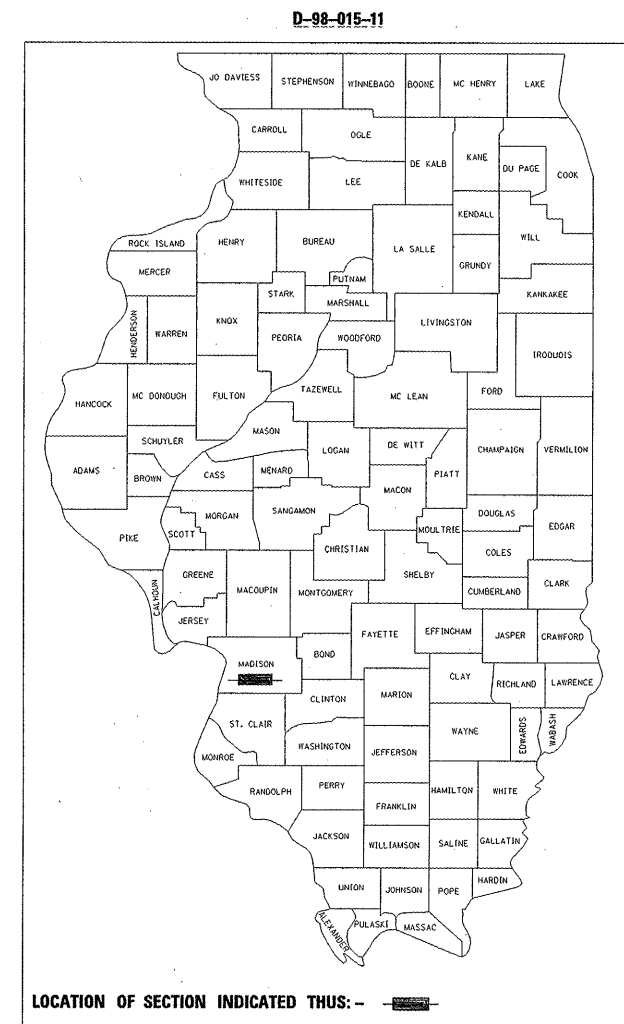 D-98-015-11
JO DAVIESS STEPHENSON WINNEBAGO BOONE MC HENRY LAKE
CARROLL OGLE
DE KALB KANE DU PAGE COOK
WHITESIDE LEE
KENDALL
ROCK ISLAND HENRY BUREAU LA SALLE WILL
MERCER PUTNAM GRUNDY
STARK MARSHALL KANKAKEE
HENDERSON WARREN KNOX PEORIA WOODFORD LIVINGSTON
IROQUOIS
HANCOCK MC DONOUGH FULTON TAZEWELL MC LEAN FORD
MASON
SCHUYLER LOGAN DE WITT CHAMPAIGN VERMILION
ADAMS BROWN CASS MENARD PIATT
MACON
MORGAN SANGAMON DOUGLAS
PIKE SCOTT CHRISTIAN MOULTRIE EDGAR
COLES
GREENE SHELBY
CALHOUN MACOUPIN MONTGOMERY CUMBERLAND CLARK
JERSEY
FAYETTE EFFINGHAM JASPER CRAWFORD
MADISON BOND
CLAY RICHLAND LAWRENCE
CLINTON MARION
ST. CLAIR WAYNE EDWARDS WABASH
WASHINGTON JEFFERSON
MONROE
RANDOLPH PERRY HAMILTON WHITE
FRANKLIN
JACKSON WILLIAMSON SALINE GALLATIN
UNION JOHNSON POPE HARDIN
ALEXANDER PULASKI MASSAC
LOCATION OF SECTION INDICATED THUS:-